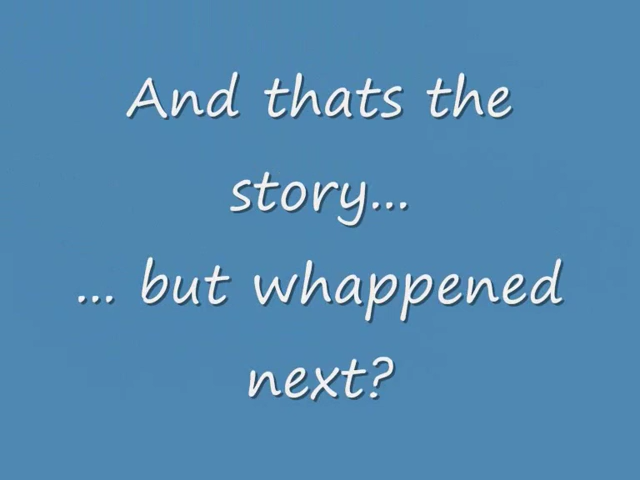 And thats the
story...
... but whappened
next?